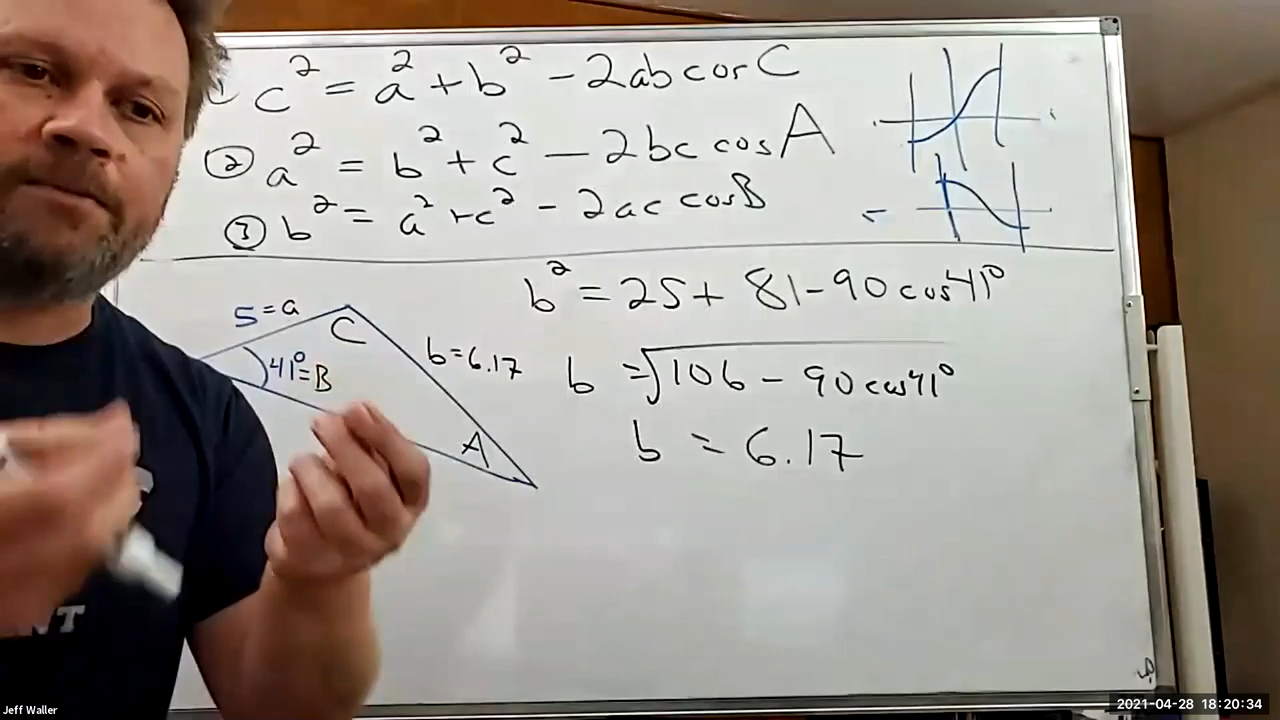 c² = a² + b² - 2ab cos C
② a² = b² + c² - 2bc cos A
③ b² = a² + c² - 2ac cos B
b² = 25 + 81 - 90 cos 41°
5 = a
C
41° = B
b = 6.17
A
b = √106 - 90 cos 41°
b = 6.17
NT
Jeff Waller
2021-04-28 18:20:34